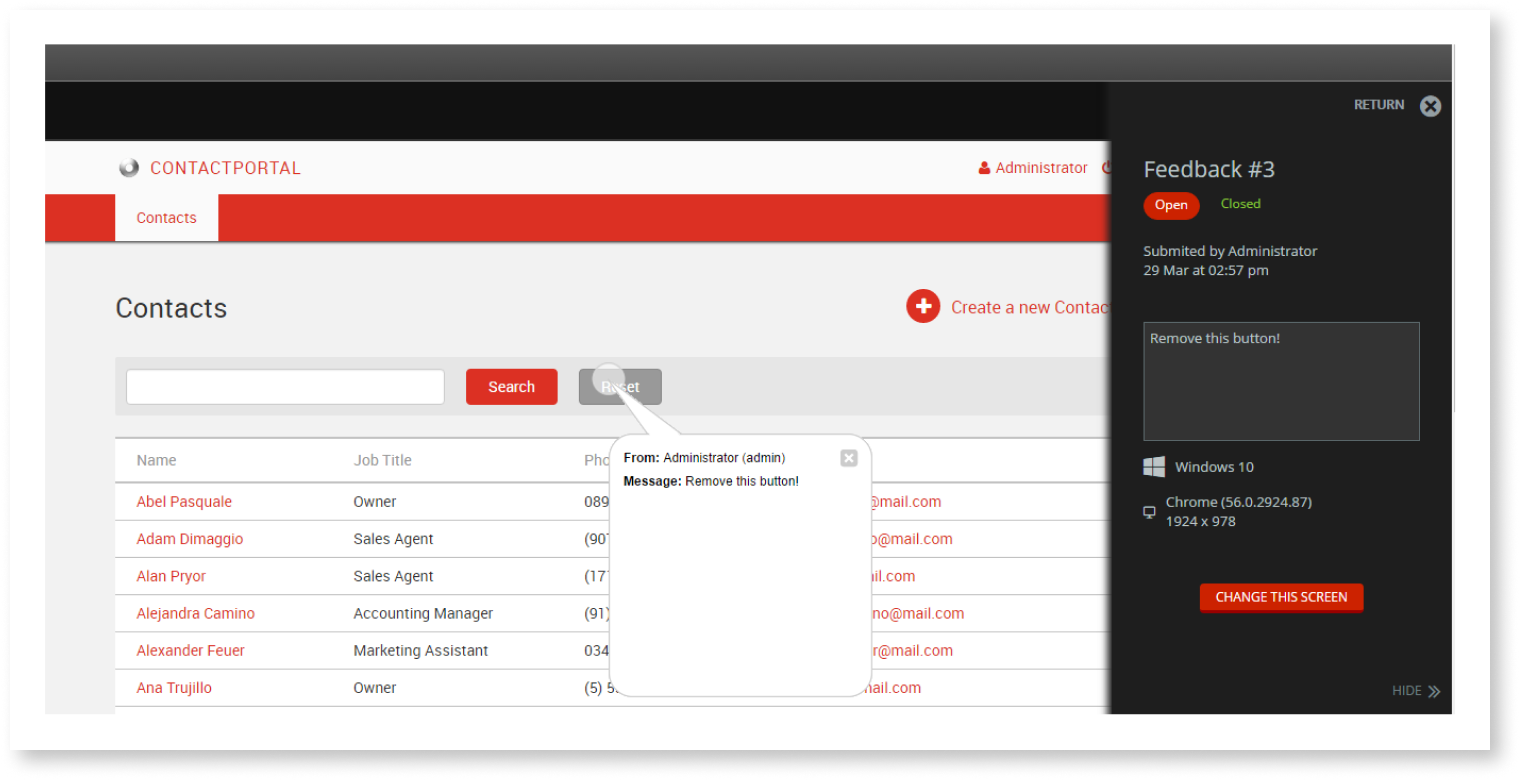 RETURN
CONTACTPORTAL
Administrator
Contacts
Contacts
Create a new Contac
Search
Reset
Name Job Title Pho
Abel Pasquale Owner 089 @mail.com
Adam Dimaggio Sales Agent (907 o@mail.com
Alan Pryor Sales Agent (17 il.com
Alejandra Camino Accounting Manager (91) no@mail.com
Alexander Feuer Marketing Assistant 034 r@mail.com
Ana Trujillo Owner (5) 5 mail.com
From: Administrator (admin)
Message: Remove this button!
Feedback #3
Open Closed
Submited by Administrator
29 Mar at 02:57 pm
Remove this button!
Windows 10
Chrome (56.0.2924.87)
1924 x 978
CHANGE THIS SCREEN
HIDE